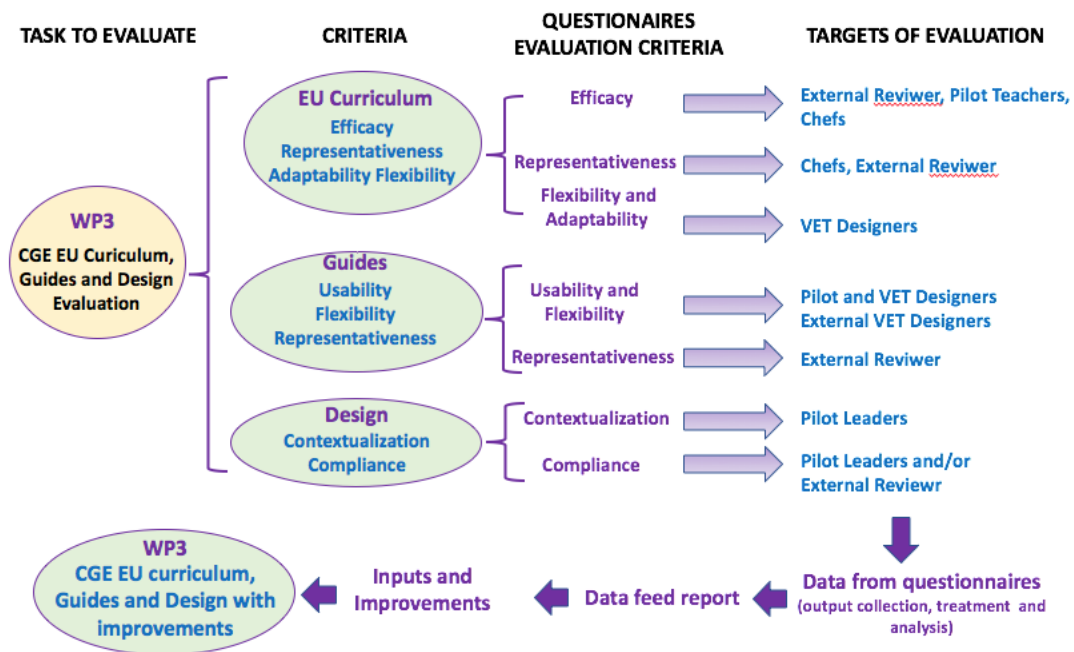 TASK TO EVALUATE
CRITERIA
QUESTIONAIRES
EVALUATION CRITERIA
TARGETS OF EVALUATION
WP3
CGE EU Curiculum,
Guides and Design
Evaluation
EU Curriculum
Efficacy
Representativeness
Adaptability Flexibility
Efficacy
External Reviwer, Pilot Teachers,
Chefs
Representativeness
Chefs, External Reviwer
Flexibility and
Adaptability
VET Designers
Guides
Usability
Flexibility
Representativeness
Usability and
Flexibility
Pilot and VET Designers
External VET Designers
Representativeness
External Reviwer
Design
Contextualization
Compliance
Contextualization
Pilot Leaders
Compliance
Pilot Leaders and/or
External Reviewr
Data from questionnaires
(output collection, treatment and
analysis)
Data feed report
Inputs and
Improvements
WP3
CGE EU curriculum,
Guides and Design with
improvements